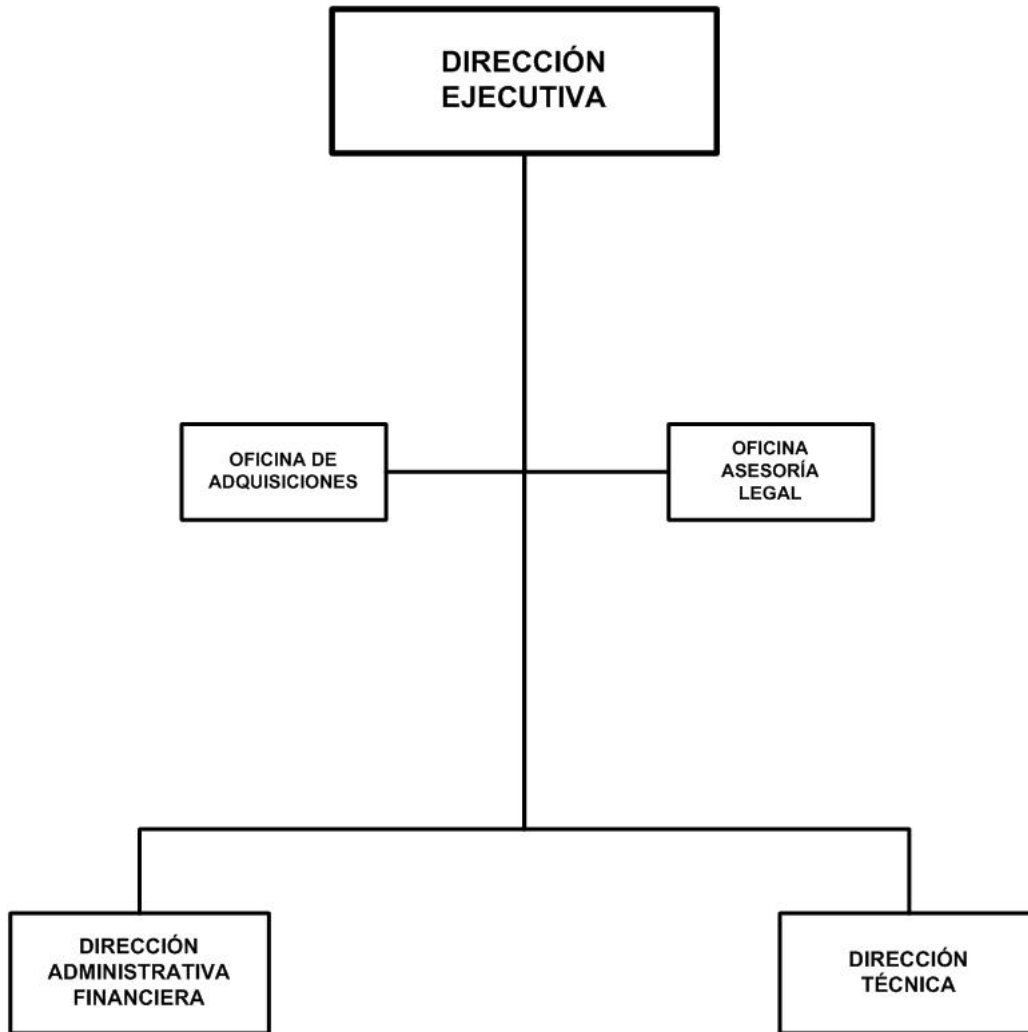 DIRECCIÓN
EJECUTIVA
OFICINA DE
ADQUISICIONES
OFICINA
ASESORÍA
LEGAL
DIRECCIÓN
ADMINISTRATIVA
FINANCIERA
DIRECCIÓN
TÉCNICA